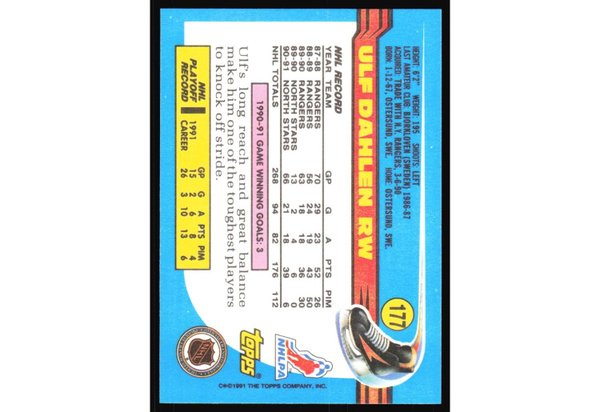 177
ULF DAHLEN RW
HEIGHT: 6'2" WEIGHT: 195 SHOOTS: LEFT
LAST AMATEUR CLUB: BJORKLOVEN (SWEDEN) 1986-87
ACQUIRED: TRADE WITH N.Y. RANGERS, 3-6-90
BORN: 1-12-67, OSTERSUND, SWE. HOME: OSTERSUND, SWE.
NHL RECORD
YEAR TEAM GP G A PTS PIM
87-88 RANGERS 70 29 23 52 26
88-89 RANGERS 56 24 19 43 50
89-90 RANGERS 63 18 18 36 30
89-90 NORTH STARS 13 2 4 6 0
90-91 NORTH STARS 66 21 18 39 6
NHL TOTALS 268 94 82 176 112
1990-91 GAME WINNING GOALS: 3
Ulf's long reach and great balance
make him one of the toughest players
to knock off stride.
NHL PLAYOFF RECORD
GP G A PTS PIM
1991 15 2 6 8 4
CAREER 26 3 10 13 6
NHLPA
TOPPS
NHL
©1991 THE TOPPS COMPANY, INC.